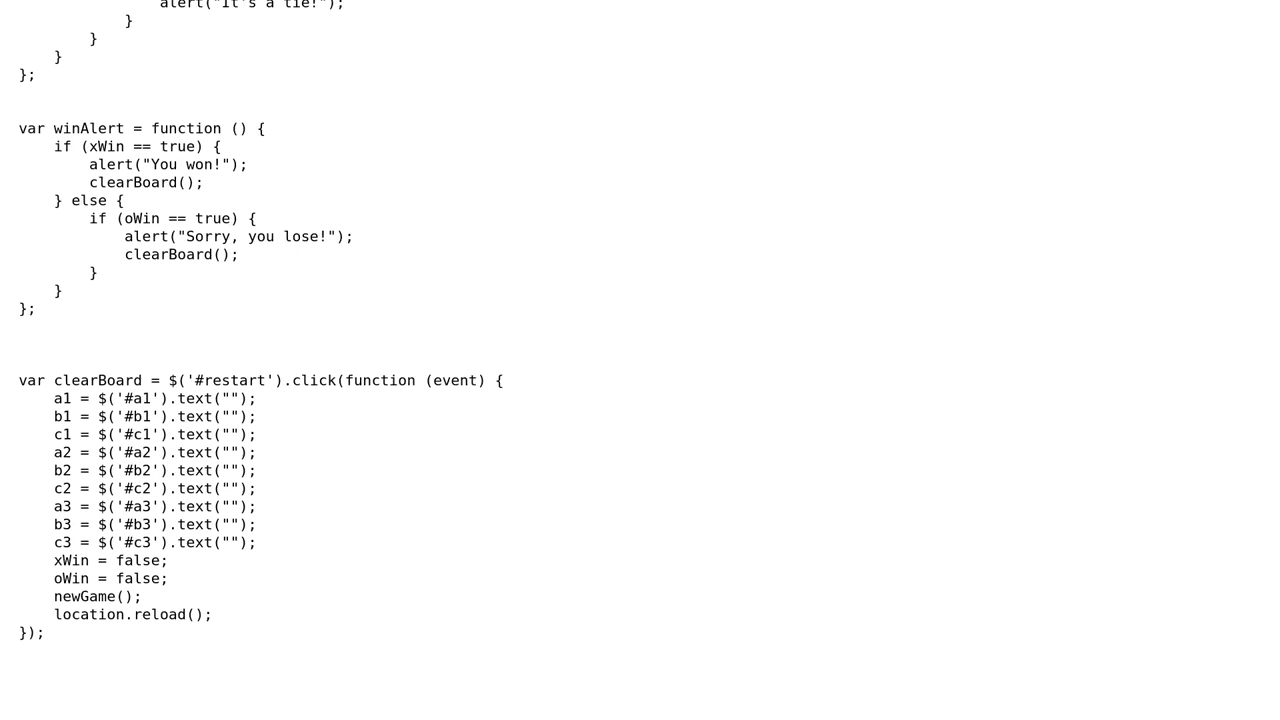 alert("It's a tie!");
            }
        }
    }
};

var winAlert = function () {
    if (xWin == true) {
        alert("You won!");
        clearBoard();
    } else {
        if (oWin == true) {
            alert("Sorry, you lose!");
            clearBoard();
        }
    }
};

var clearBoard = $('#restart').click(function (event) {
    a1 = $('#a1').text("");
    b1 = $('#b1').text("");
    c1 = $('#c1').text("");
    a2 = $('#a2').text("");
    b2 = $('#b2').text("");
    c2 = $('#c2').text("");
    a3 = $('#a3').text("");
    b3 = $('#b3').text("");
    c3 = $('#c3').text("");
    xWin = false;
    oWin = false;
    newGame();
    location.reload();
});